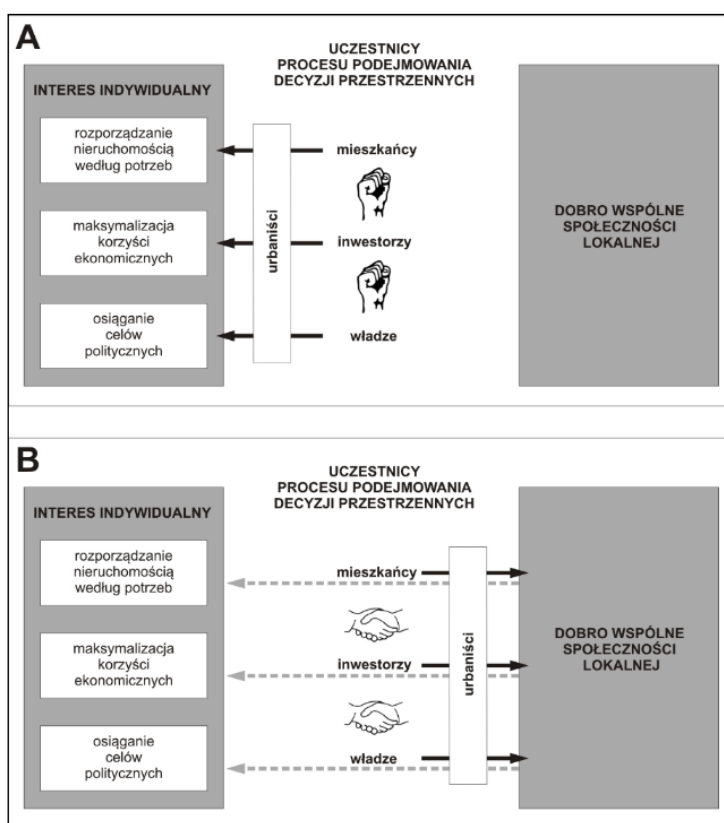 A
UCZESTNICY
PROCESU PODEJMOWANIA
DECYZJI PRZESTRZENNYCH
INTERES INDYWIDUALNY
rozporządzanie
nieruchomością
według potrzeb
maksymalizacja
korzyści
ekonomicznych
osiąganie
celów
politycznych
urbaniści
mieszkańcy
inwestorzy
władze
DOBRO WSPÓLNE
SPOŁECZNOŚCI
LOKALNEJ
B
UCZESTNICY
PROCESU PODEJMOWANIA
DECYZJI PRZESTRZENNYCH
INTERES INDYWIDUALNY
rozporządzanie
nieruchomością
według potrzeb
maksymalizacja
korzyści
ekonomicznych
osiąganie
celów
politycznych
mieszkańcy
inwestorzy
władze
urbaniści
DOBRO WSPÓLNE
SPOŁECZNOŚCI
LOKALNEJ